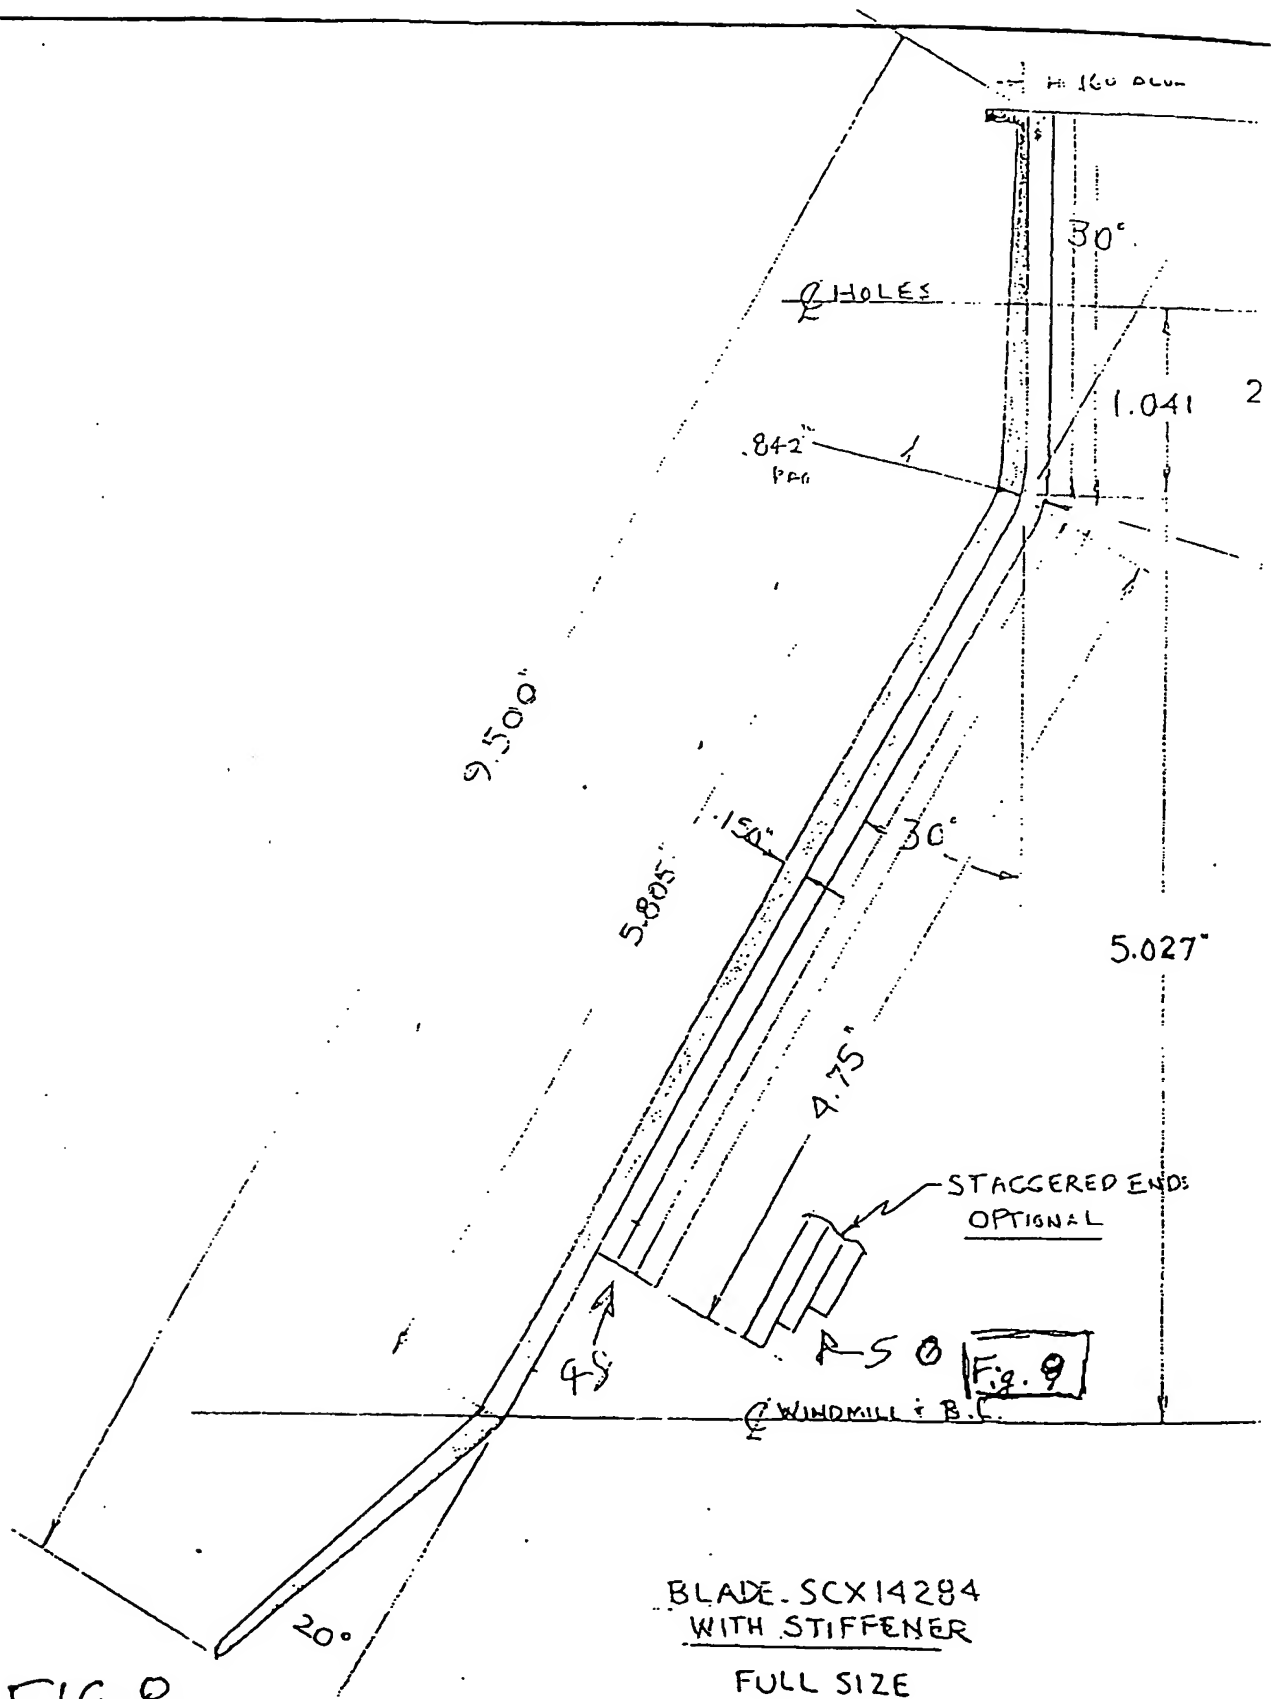 30°
℄ HOLES
1.041
2
.842"
9.500"
.150"
30°
5.805"
5.027"
4.75"
STAGGERED ENDS
OPTIONAL
45
Fig. 9
℄ WINDMILL & B.C.
20°
BLADE-SCX14284
WITH STIFFENER
FULL SIZE